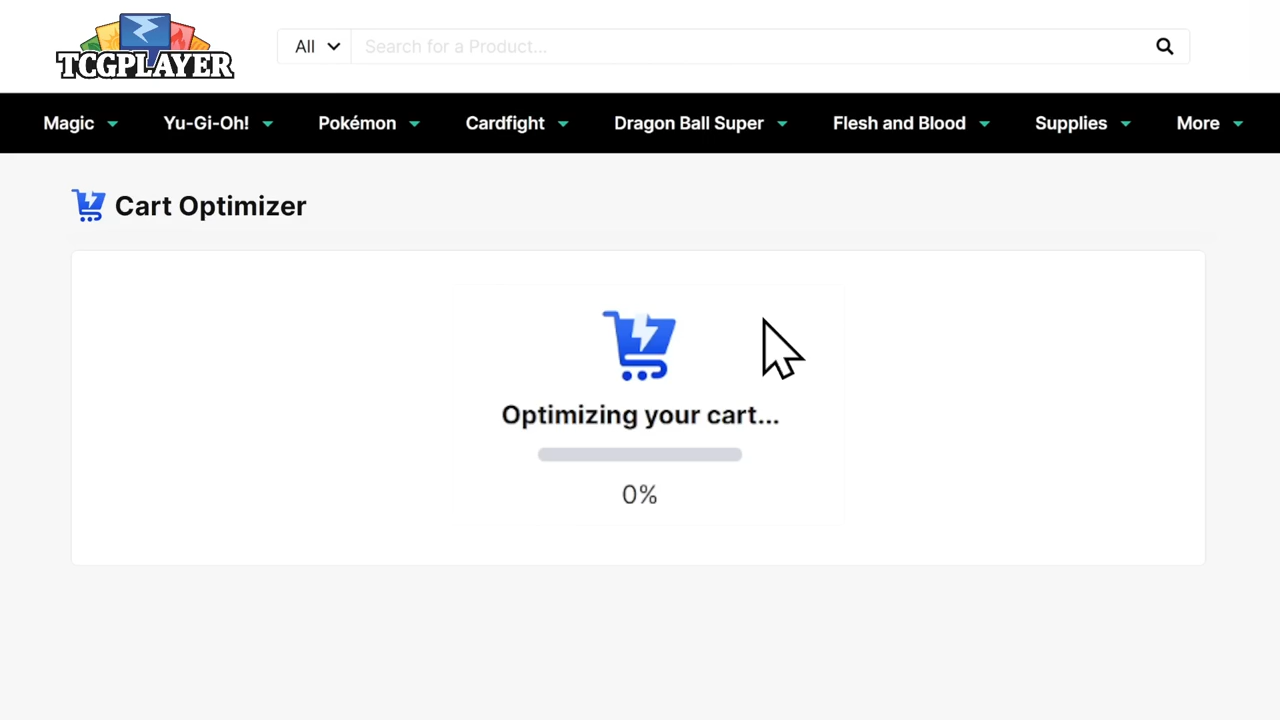 TCGPLAYER
All Search for a Product...
Magic Yu-Gi-Oh! Pokémon Cardfight Dragon Ball Super Flesh and Blood Supplies More
Cart Optimizer
Optimizing your cart...
0%